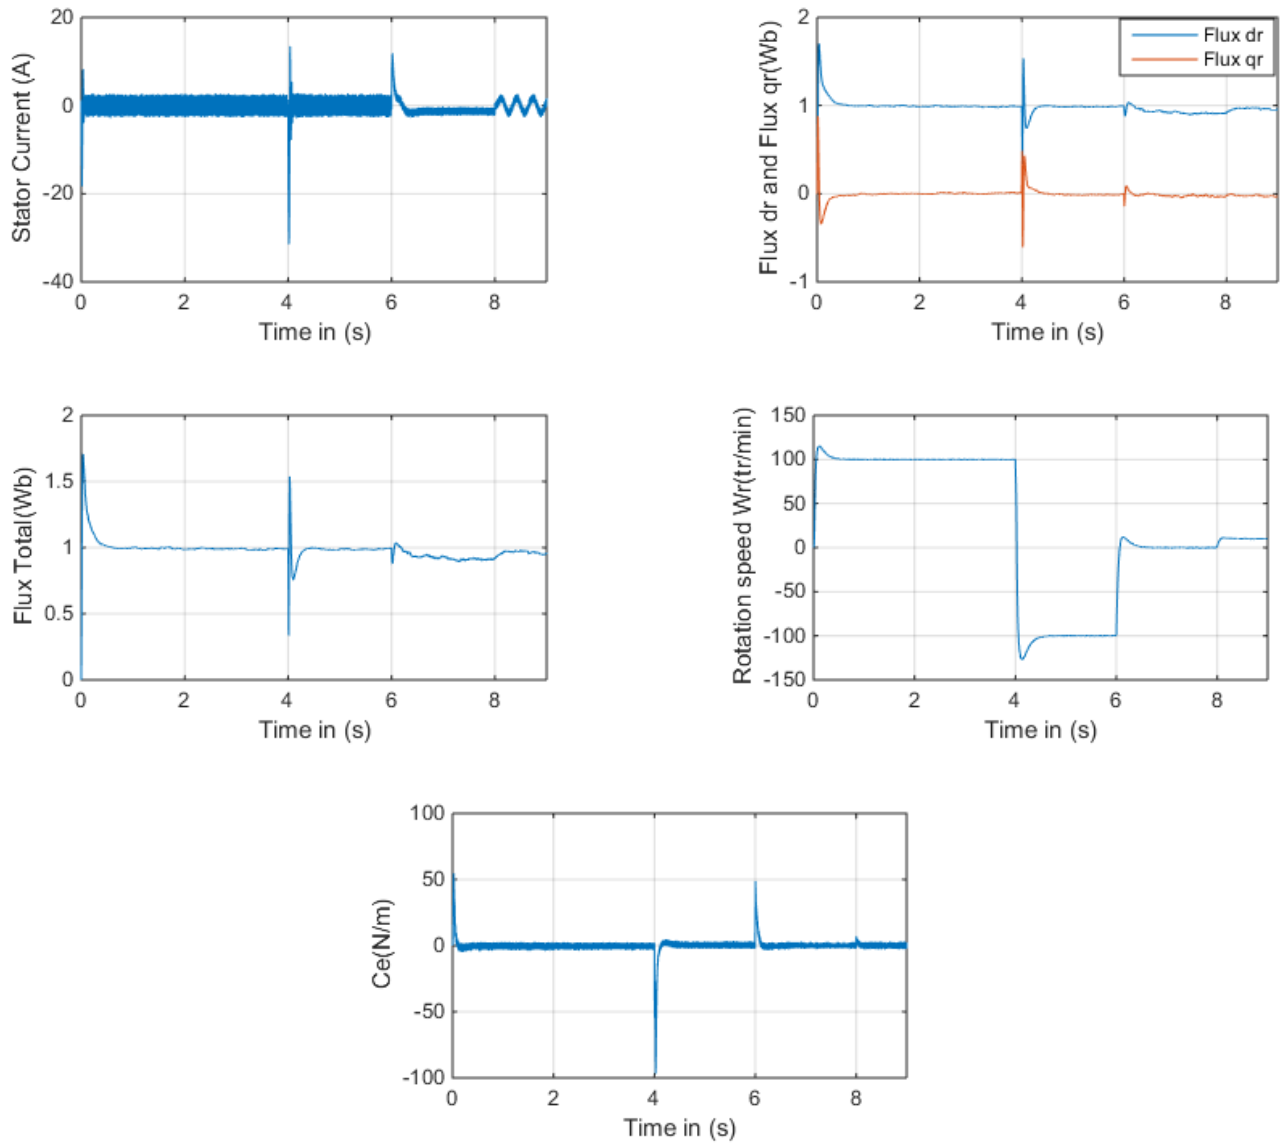 20
0
-20
-40
0 2 4 6 8
Time in (s)
Stator Current (A)
2
1
0
-1
0 2 4 6 8
Time in (s)
Flux dr and Flux qr(Wb)
Flux dr
Flux qr
2
1.5
1
0.5
0
0 2 4 6 8
Time in (s)
Flux Total(Wb)
150
100
50
0
-50
-100
-150
0 2 4 6 8
Time in (s)
Rotation speed Wr(tr/min)
100
50
0
-50
-100
0 2 4 6 8
Time in (s)
Ce(N/m)